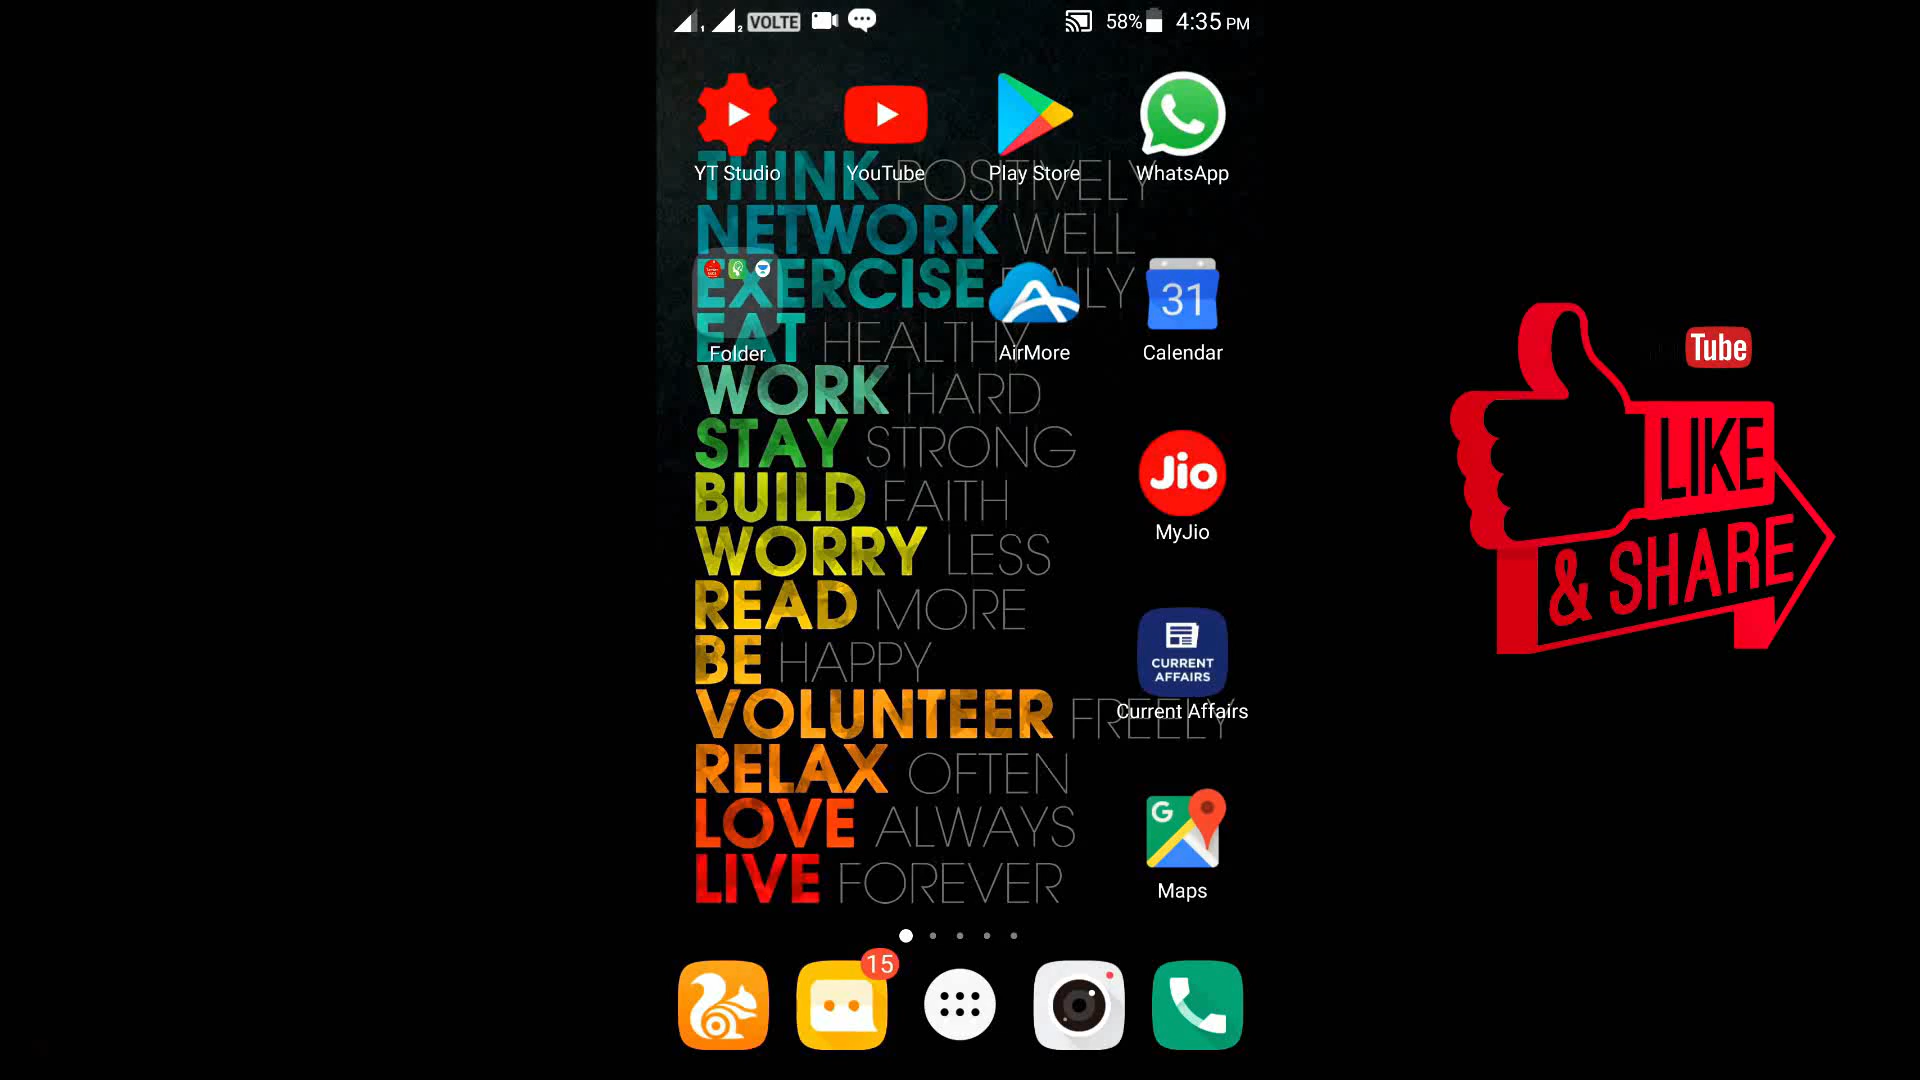 1 2 VOLTE 58% 4:35 PM
YT Studio YouTube Play Store WhatsApp
THINK POSITIVELY
NETWORK WELL
EXERCISE DAILY
31
EAT HEALTHY
Folder AirMore Calendar
WORK HARD
STAY STRONG
Jio
BUILD FAITH
MyJio
WORRY LESS
READ MORE
BE HAPPY
CURRENT
AFFAIRS
VOLUNTEER FREELY
Current Affairs
RELAX OFTEN
LOVE ALWAYS
G
LIVE FOREVER
Maps
15
Tube
LIKE
& SHARE